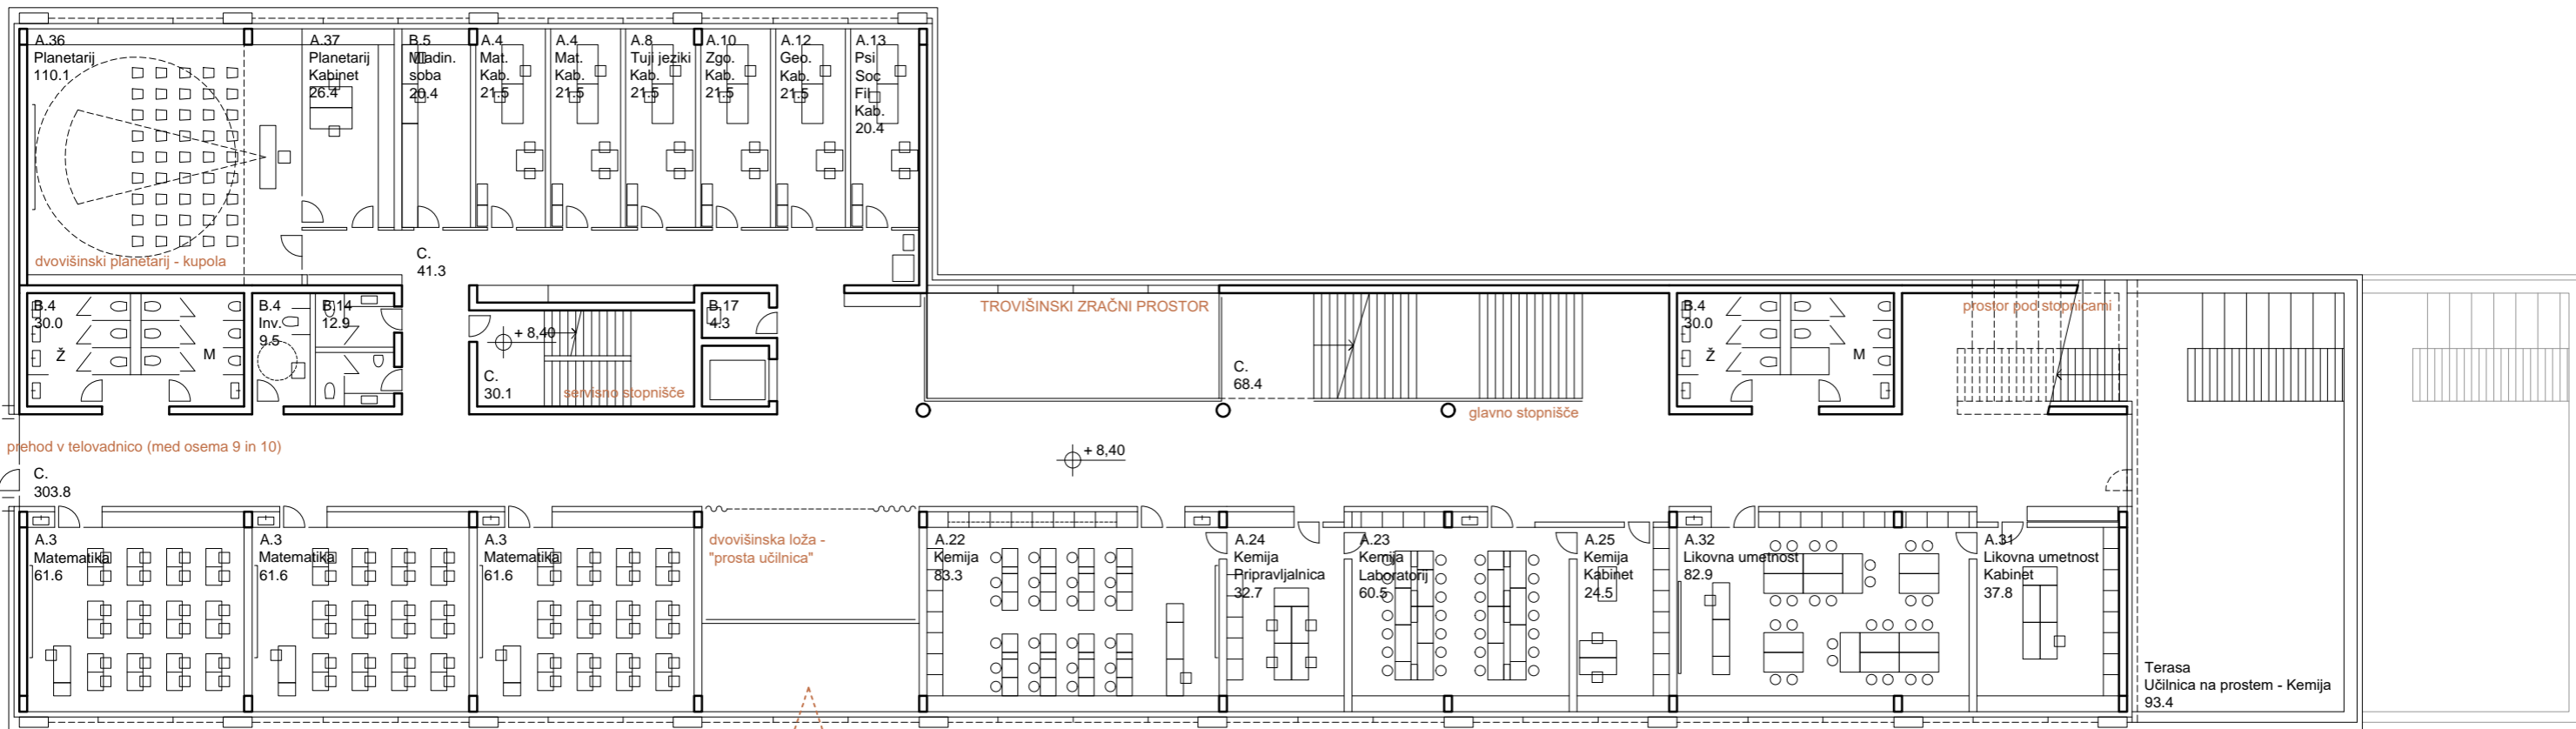 A.36
Planetarij
110.1
A.37
Planetarij
Kabinet
26.4
B.5
Mladin.
soba
20.4
A.4
Mat.
Kab.
21.5
A.4
Mat.
Kab.
21.5
A.8
Tuji jeziki
Kab.
21.5
A.10
Zgo.
Kab.
21.5
A.12
Geo.
Kab.
21.5
A.13
Psi
Soc
Fil
Kab.
20.4
dvovišinski planetarij - kupola
C.
41.3
B.4
30.0
Ž
M
B.4
Inv.
9.5
B.14
12.9
+ 8,40
C.
30.1
servisno stopnišče
B.17
4.3
TROVIŠINSKI ZRAČNI PROSTOR
C.
68.4
glavno stopnišče
B.4
30.0
Ž
M
prostor pod stopnicami
prehod v telovadnico (med osema 9 in 10)
+ 8,40
C.
303.8
A.3
Matematika
61.6
A.3
Matematika
61.6
A.3
Matematika
61.6
dvovišinska loža -
"prosta učilnica"
A.22
Kemija
83.3
A.24
Kemija
Pripravljalnica
32.7
A.23
Kemija
Laboratorij
60.5
A.25
Kemija
Kabinet
24.5
A.32
Likovna umetnost
82.9
A.31
Likovna umetnost
Kabinet
37.8
Terasa
Učilnica na prostem - Kemija
93.4